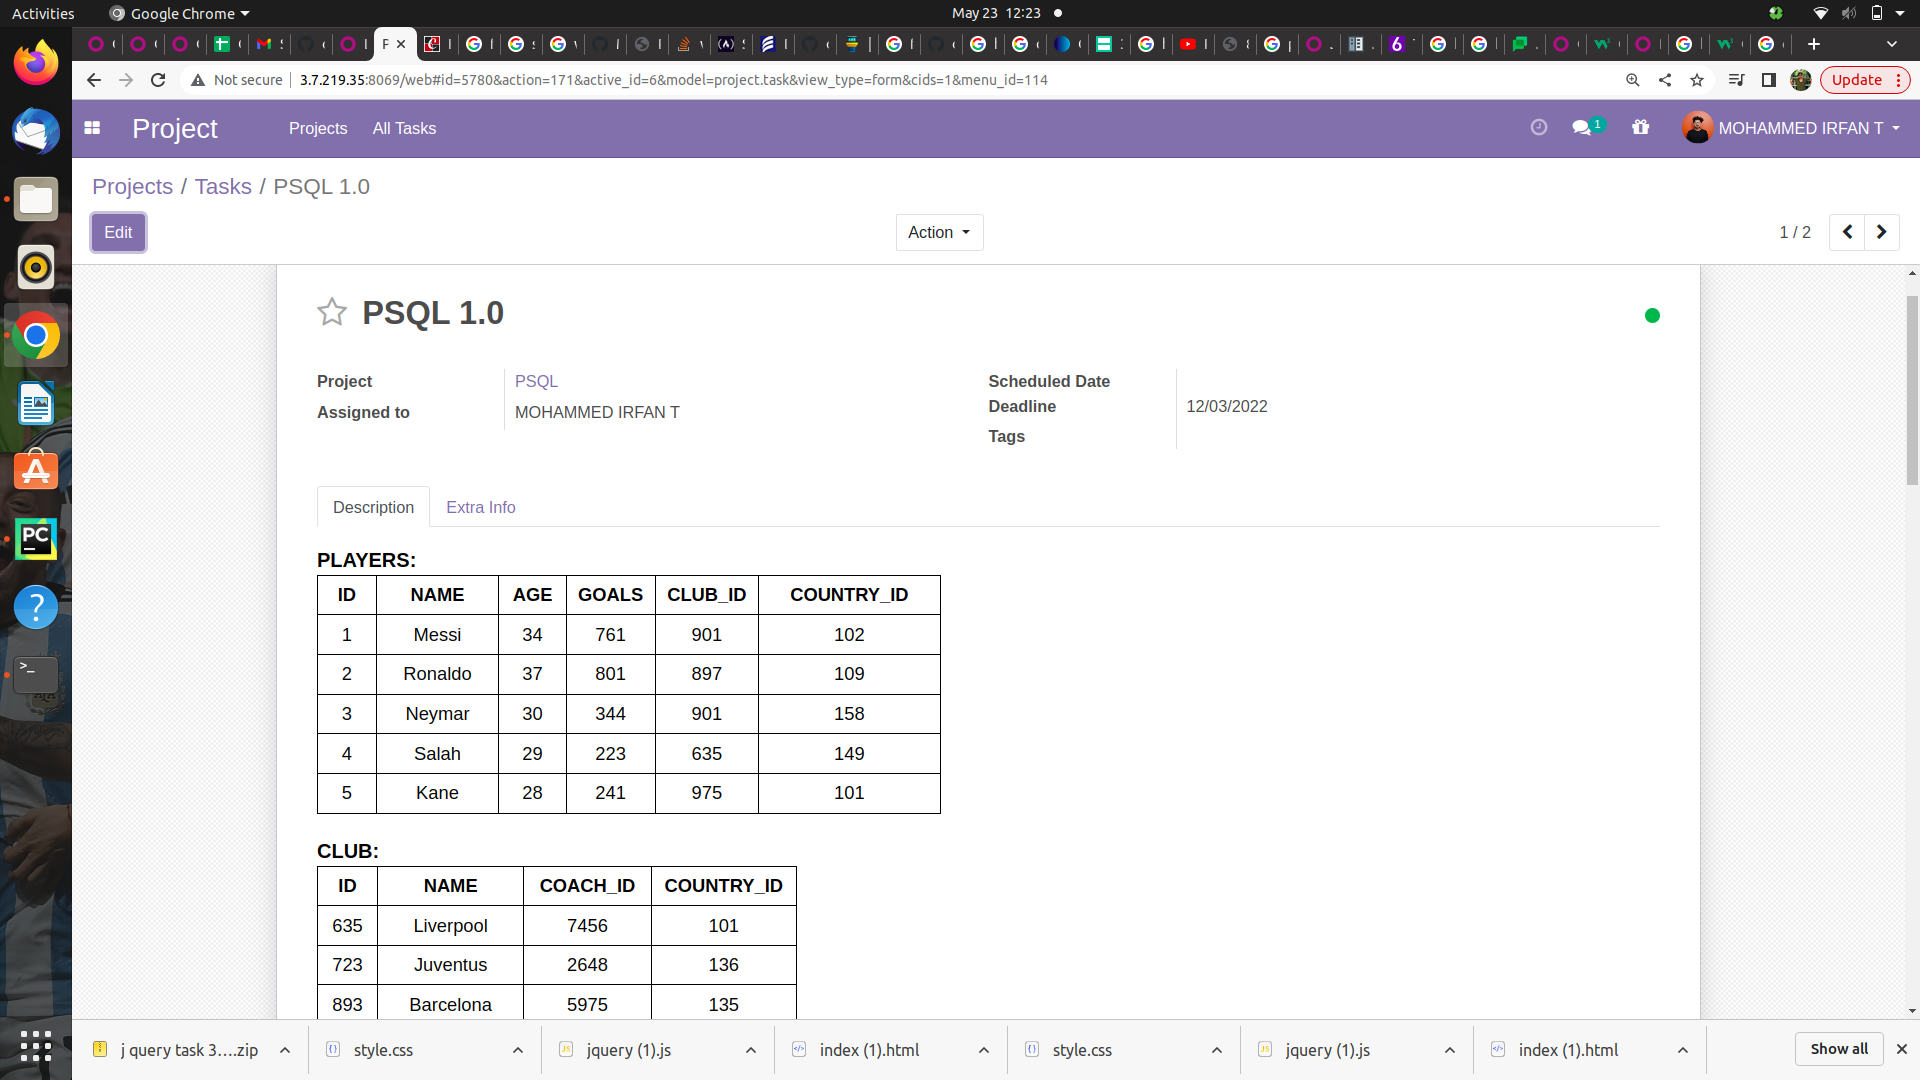 Activities Google Chrome May 23 12:23
Not secure 3.7.219.35:8069/web#id=5780&action=171&active_id=6&model=project.task&view_type=form&cids=1&menu_id=114 Update
Project Projects All Tasks 1 MOHAMMED IRFAN T
Projects / Tasks / PSQL 1.0
Edit Action 1 / 2
PSQL 1.0
Project PSQL Scheduled Date
Assigned to MOHAMMED IRFAN T Deadline 12/03/2022
Tags
Description Extra Info
PLAYERS:
ID NAME AGE GOALS CLUB_ID COUNTRY_ID
1 Messi 34 761 901 102
2 Ronaldo 37 801 897 109
3 Neymar 30 344 901 158
4 Salah 29 223 635 149
5 Kane 28 241 975 101
CLUB:
ID NAME COACH_ID COUNTRY_ID
635 Liverpool 7456 101
723 Juventus 2648 136
893 Barcelona 5975 135
j query task 3....zip style.css jquery (1).js index (1).html style.css jquery (1).js index (1).html Show all